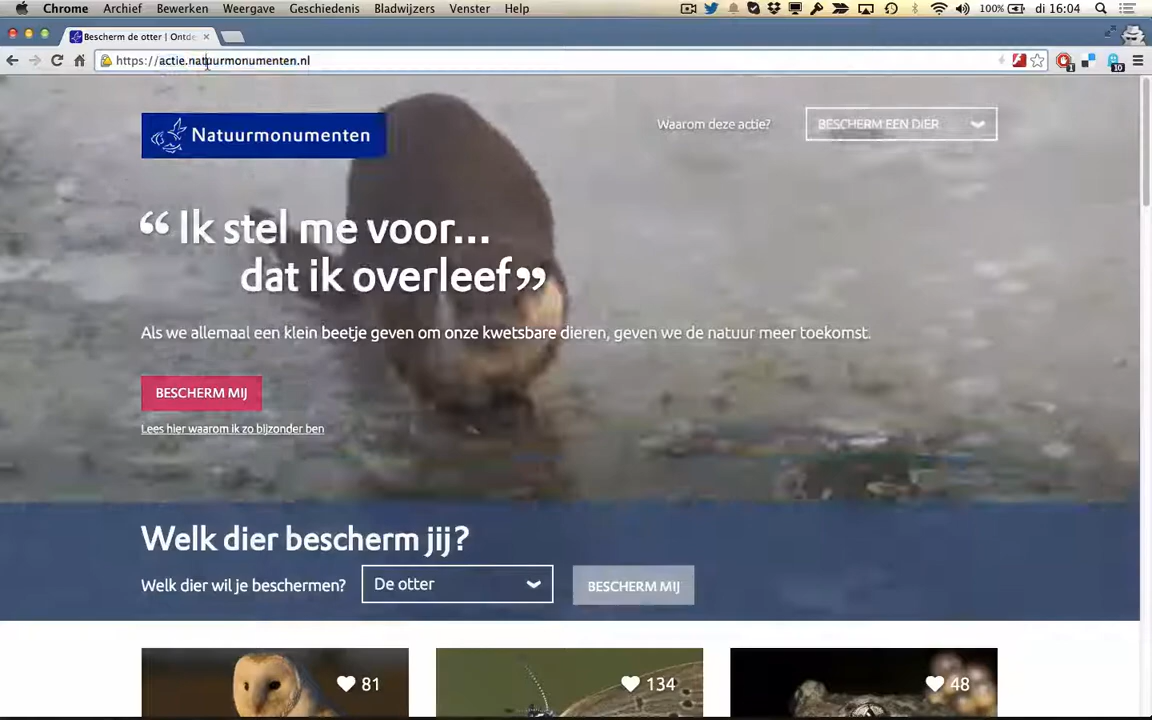 Chrome Archief Bewerken Weergave Geschiedenis Bladwijzers Venster Help 100% di 16:04
Bescherm de otter | Ontde
https://actie.natuurmonumenten.nl
1
10
Natuurmonumenten
Waarom deze actie?
BESCHERM EEN DIER
“ Ik stel me voor...
dat ik overleef”
Als we allemaal een klein beetje geven om onze kwetsbare dieren, geven we de natuur meer toekomst.
BESCHERM MIJ
Lees hier waarom ik zo bijzonder ben
Welk dier bescherm jij?
Welk dier wil je beschermen? De otter BESCHERM MIJ
81 134 48